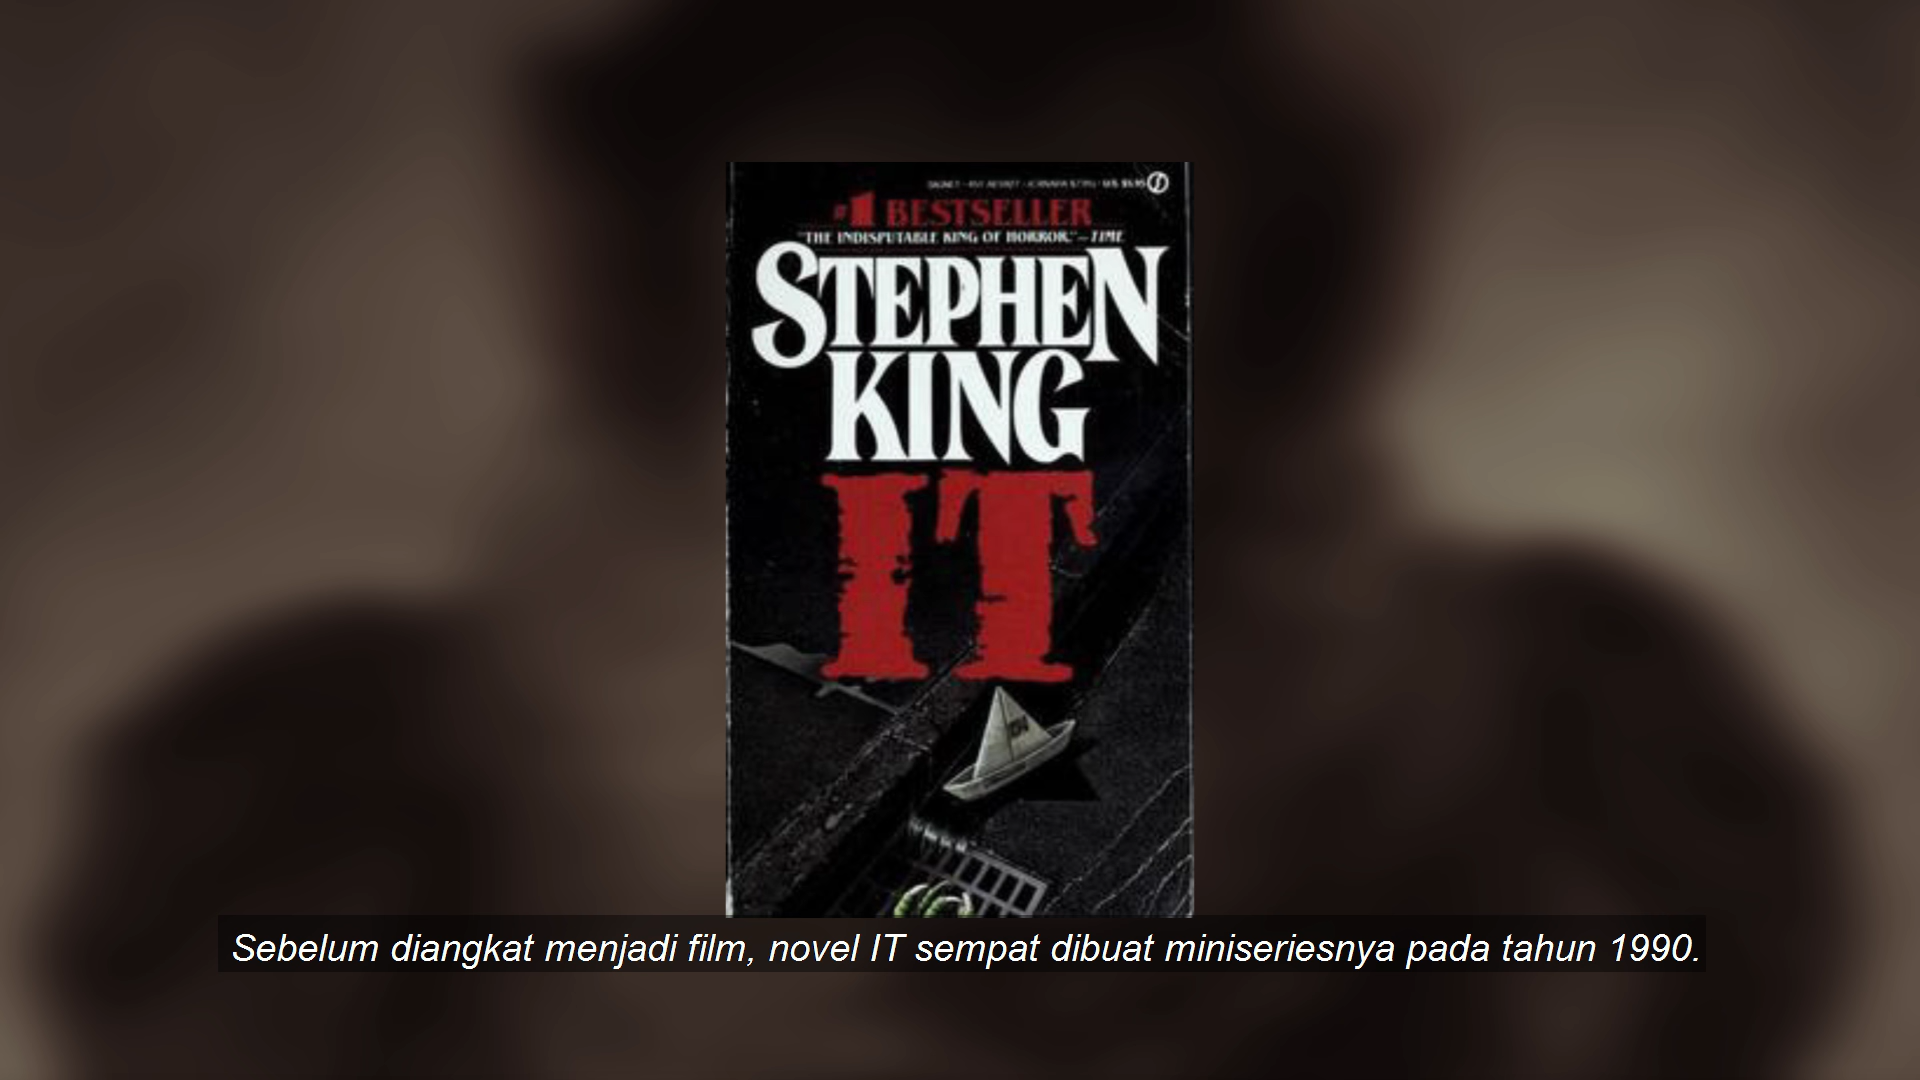 #1 BESTSELLER
"THE INDISPUTABLE KING OF HORROR."—TIME
STEPHEN
KING
IT
Sebelum diangkat menjadi film, novel IT sempat dibuat miniseriesnya pada tahun 1990.